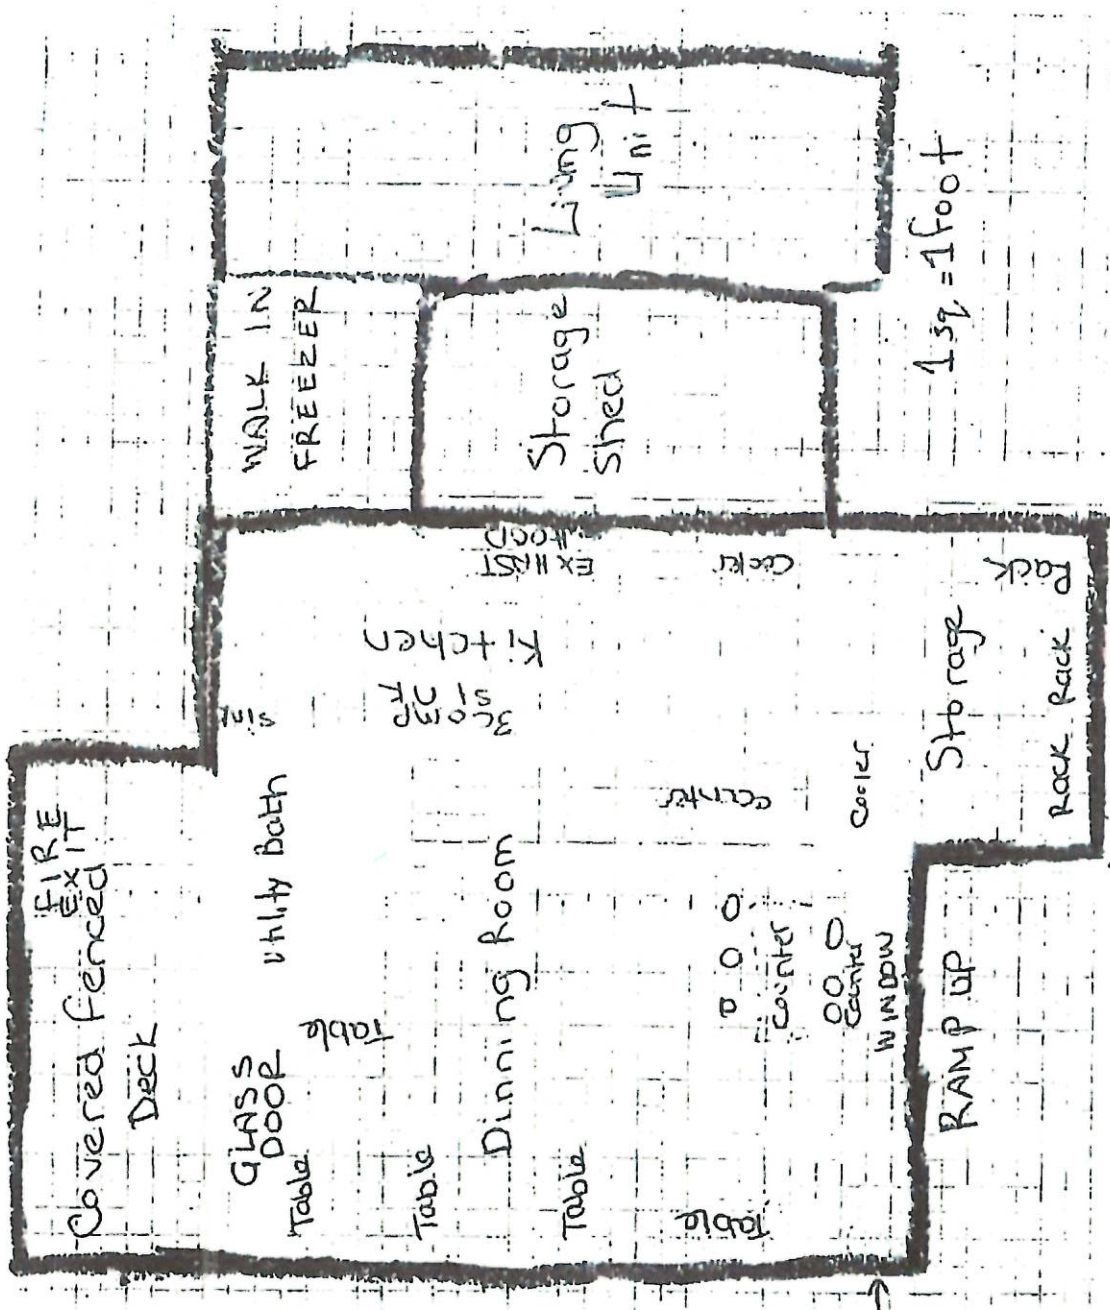 FIRE
EXIT
Covered fenced
Deck
GLASS
DOOR
Utility Bath
Sink
Table
Table
Table
Table
Table
Dinning Room
3 COMP
SINK
Kitchen
EXHAST
HOOD
Cooler
Counter
Cooler
Counter
Counter
WINDOW
RAMP UP
Storage
Rack Rack Rack
WALK IN
FREEZER
Storage
Shed
Living
Unit
1 sq = 1 foot